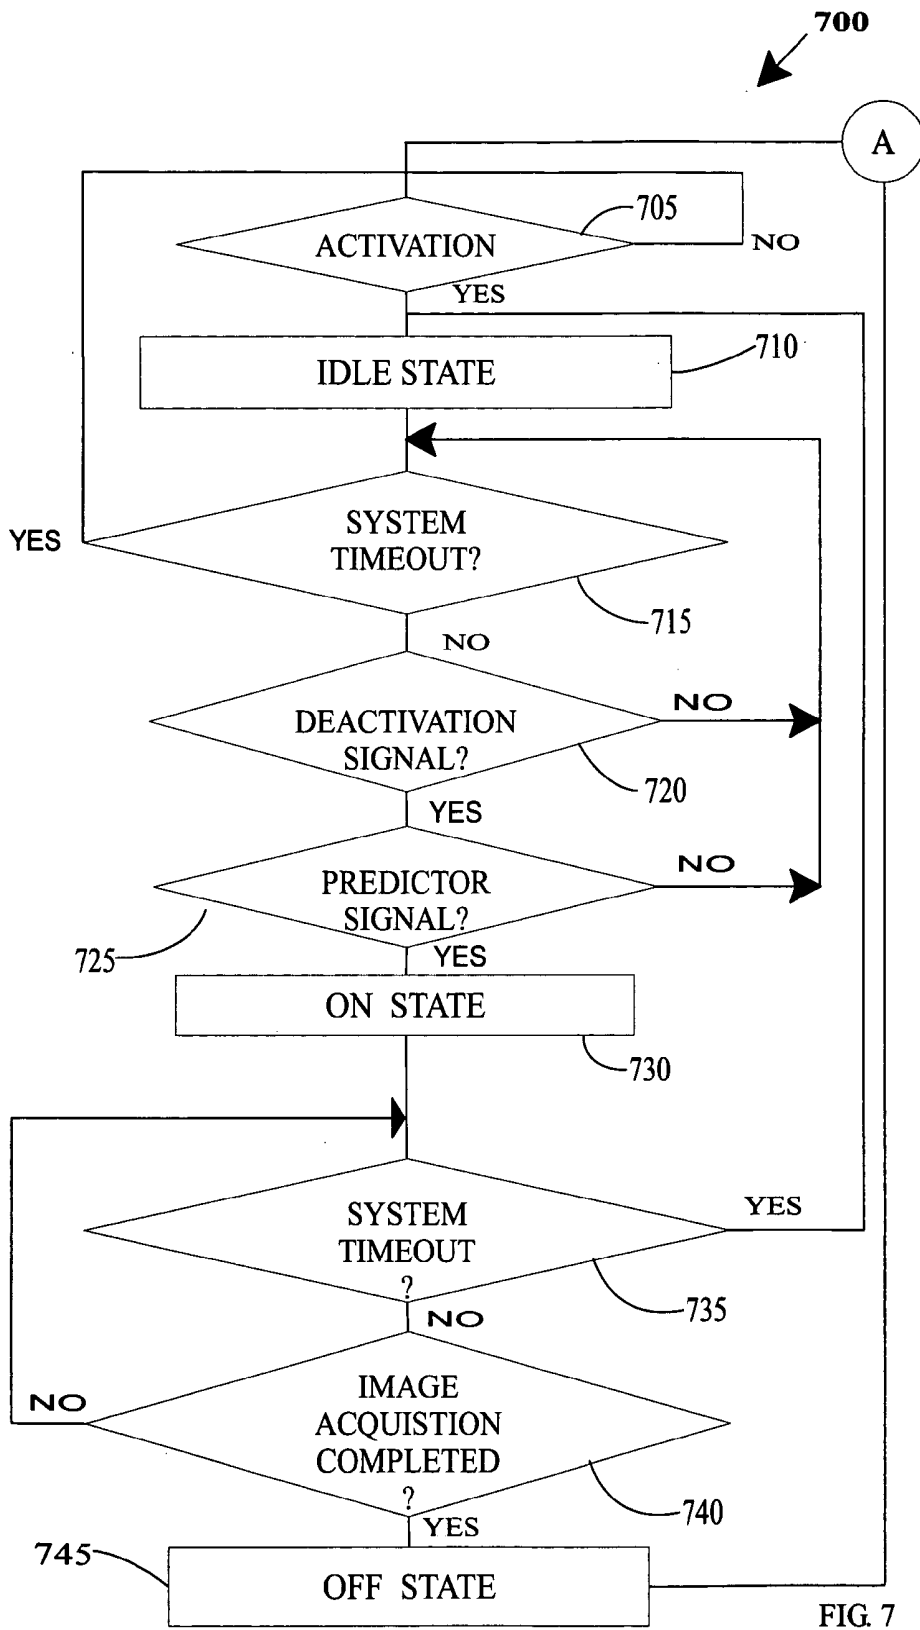 700
A
705
ACTIVATION
NO
YES
710
IDLE STATE
SYSTEM
TIMEOUT?
YES
715
NO
NO
DEACTIVATION
SIGNAL?
720
YES
NO
PREDICTOR
SIGNAL?
725
YES
ON STATE
730
YES
SYSTEM
TIMEOUT
?
735
NO
NO
IMAGE
ACQUISTION
COMPLETED
?
740
YES
745
OFF STATE
FIG. 7